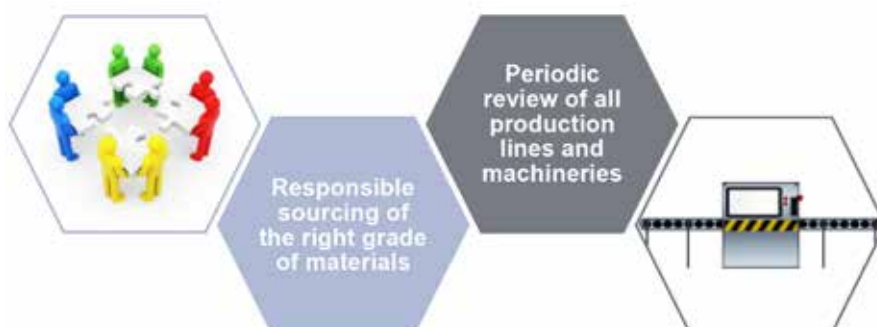 Responsible
sourcing of
the right grade
of materials
Periodic
review of all
production
lines and
machineries